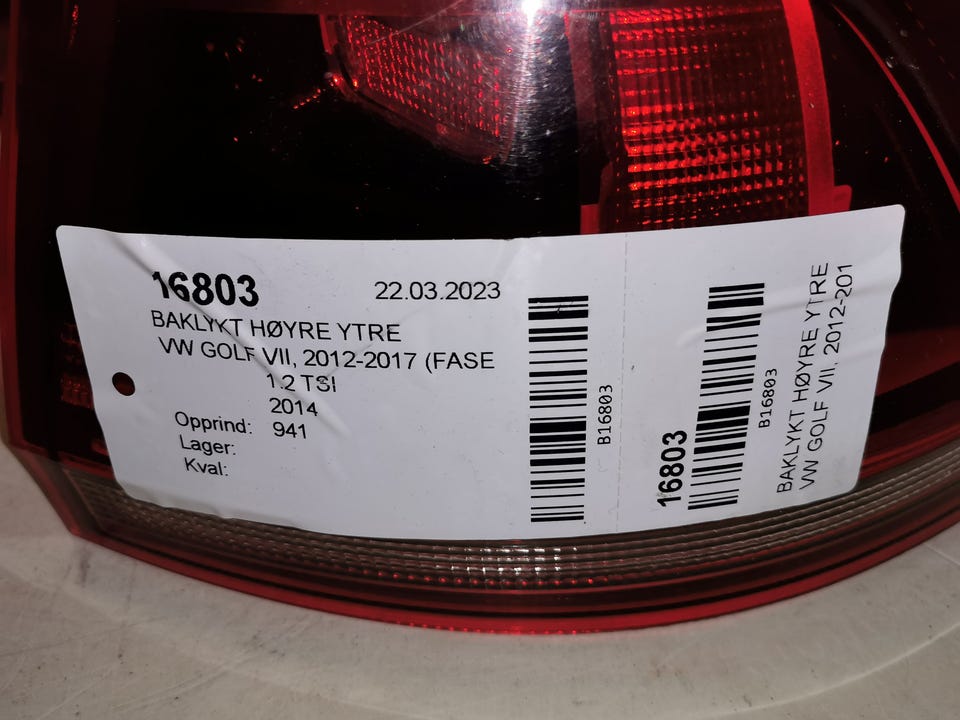 16803 22.03.2023
BAKLYKT HØYRE YTRE
VW GOLF VII, 2012-2017 (FASE
1.2 TSI
2014
Opprind: 941
Lager:
Kval:
B16803
16803
B16803
BAKLYKT HØYRE YTRE
VW GOLF VII, 2012-201